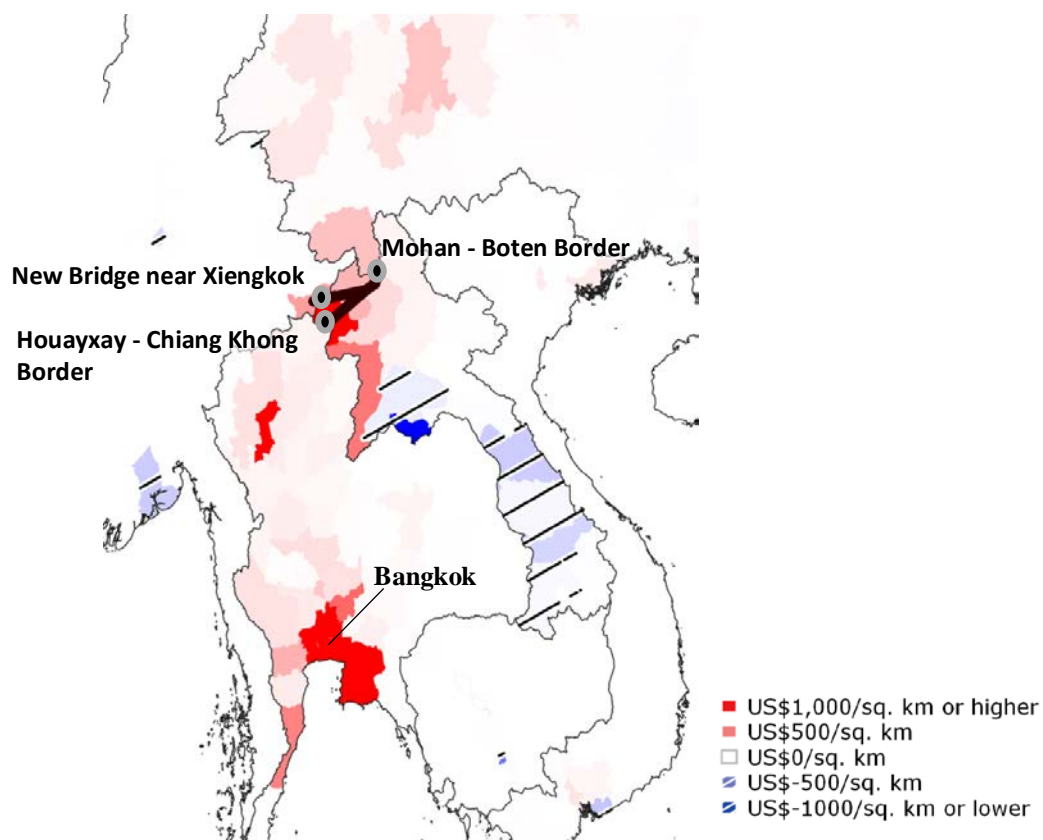 Mohan - Boten Border
New Bridge near Xiengkok
Houayxay - Chiang Khong
Border
Bangkok
US$1,000/sq. km or higher
US$500/sq. km
US$0/sq. km
US$-500/sq. km
US$-1000/sq. km or lower